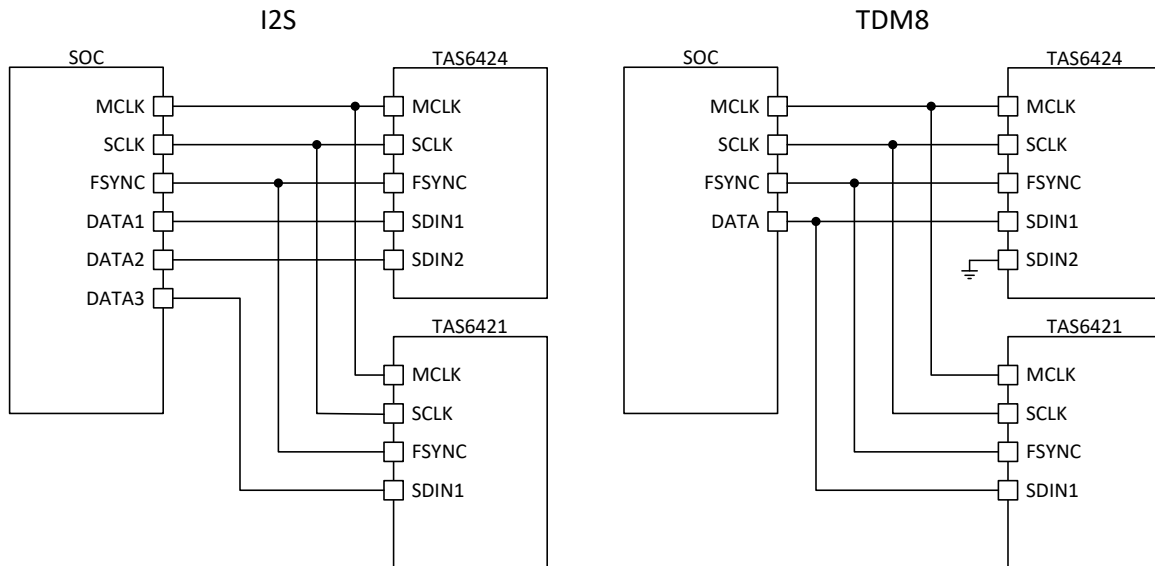 I2S
SOC
MCLK
SCLK
FSYNC
DATA1
DATA2
DATA3
TAS6424
MCLK
SCLK
FSYNC
SDIN1
SDIN2
TAS6421
MCLK
SCLK
FSYNC
SDIN1
TDM8
SOC
MCLK
SCLK
FSYNC
DATA
TAS6424
MCLK
SCLK
FSYNC
SDIN1
SDIN2
TAS6421
MCLK
SCLK
FSYNC
SDIN1